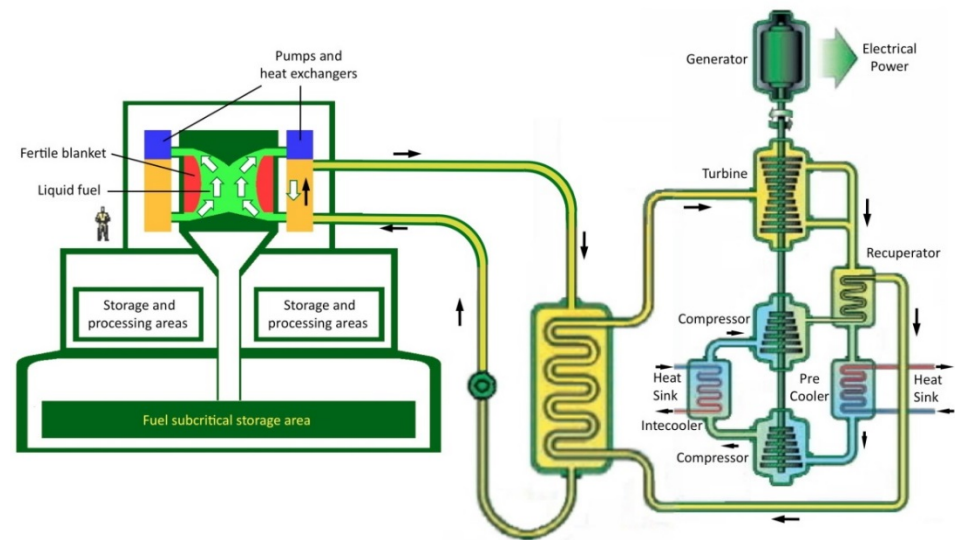 Pumps and
heat exchangers
Fertile blanket
Liquid fuel
Storage and
processing areas
Storage and
processing areas
Fuel subcritical storage area
Generator
Electrical
Power
Turbine
Recuperator
Compressor
Heat
Sink
Intecooler
Pre
Cooler
Heat
Sink
Compressor